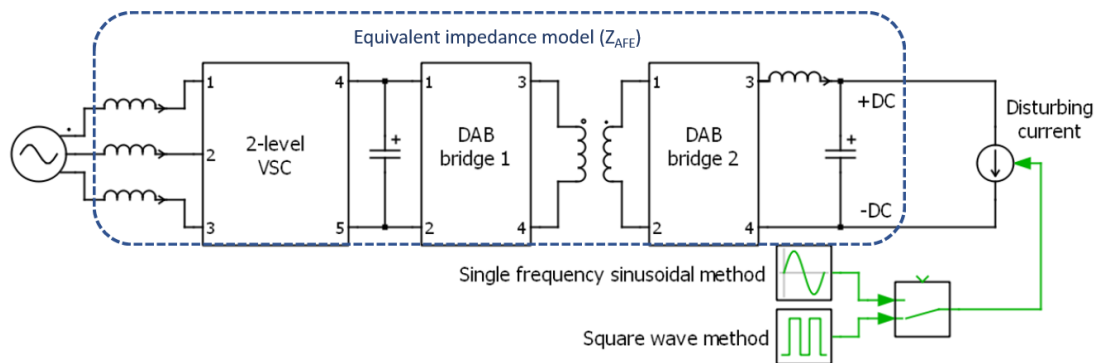 Equivalent impedance model (ZAFE)
1
4
1
3
1
3
+DC
Disturbing
current
2
2-level
VSC
DAB
bridge 1
DAB
bridge 2
3
5
2
4
2
4
-DC
Single frequency sinusoidal method
Square wave method